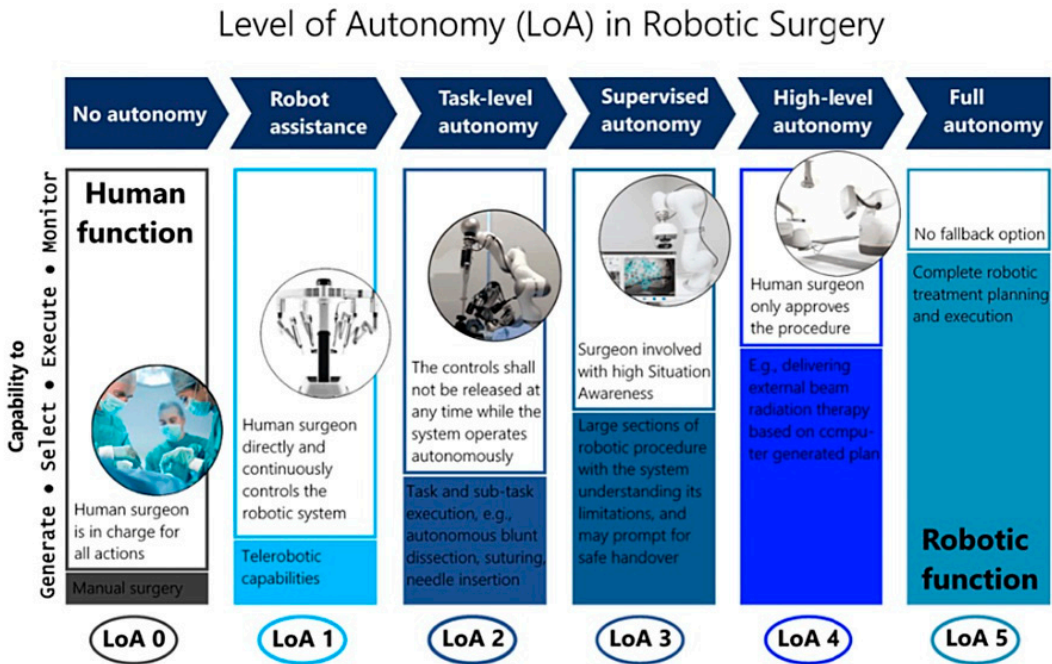 Level of Autonomy (LoA) in Robotic Surgery
No autonomy
Robot
assistance
Task-level
autonomy
Supervised
autonomy
High-level
autonomy
Full
autonomy
Capability to
Generate • Select • Execute • Monitor
Human
function
Human surgeon
is in charge for
all actions
Manual surgery
LoA 0
Human surgeon
directly and
continuously
controls the
robotic system
Telerobotic
capabilities
LoA 1
The controls shall
not be released at
any time while the
system operates
autonomously
Task and sub-task
execution, e.g.,
autonomous blunt
dissection, suturing,
needle insertion
LoA 2
Surgeon involved
with high Situation
Awareness
Large sections of
robotic procedure
with the system
understanding its
limitations, and
may prompt for
safe handover
LoA 3
Human surgeon
only approves
the procedure
E.g., delivering
external beam
radiation therapy
based on compu-
ter generated plan
LoA 4
No fallback option
Complete robotic
treatment planning
and execution
Robotic
function
LoA 5